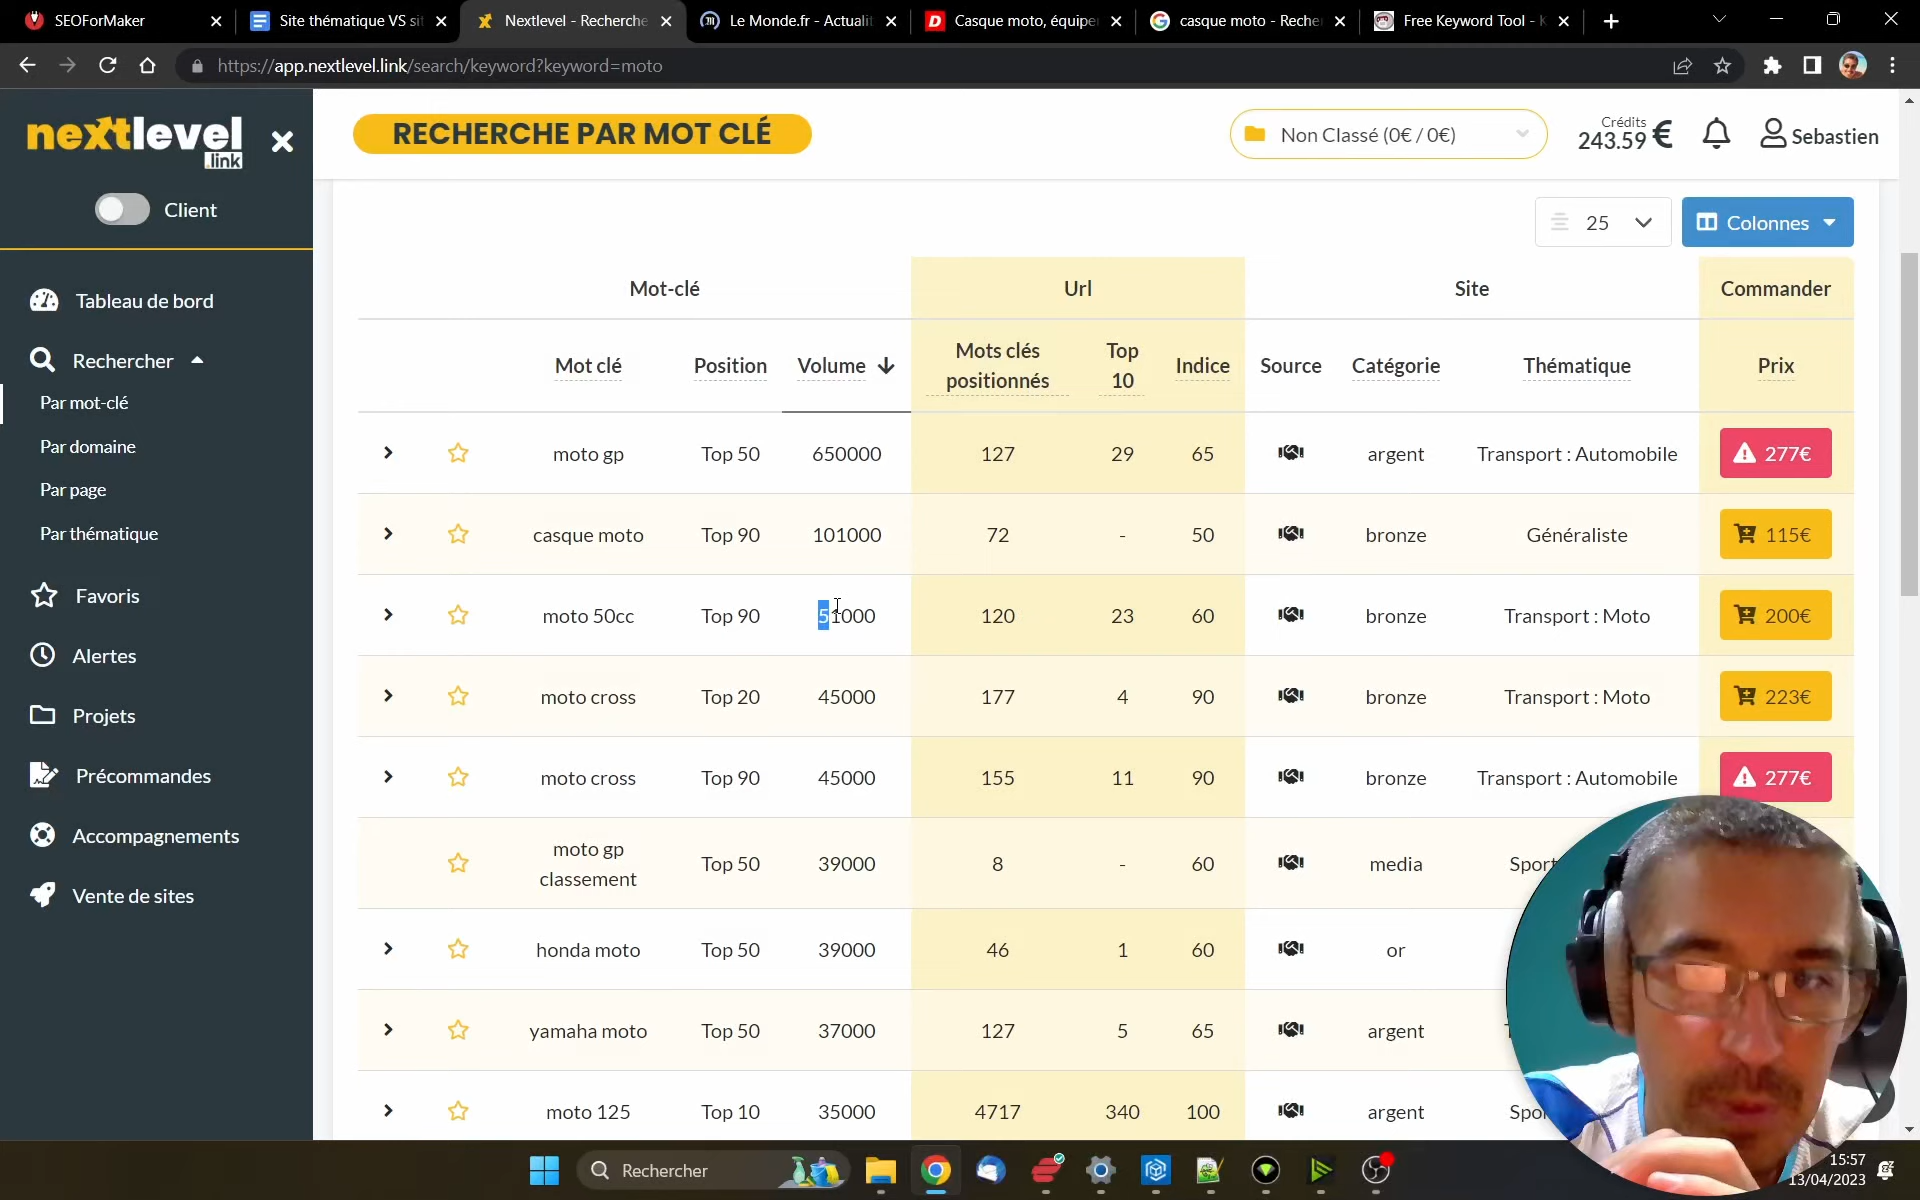 SEOForMaker
Site thématique VS si
Nextlevel - Recherche
Le Monde.fr - Actualit
Casque moto, équipe
casque moto - Reche
Free Keyword Tool - K
https://app.nextlevel.link/search/keyword?keyword=moto
nextlevel
.link
Client
Tableau de bord
Rechercher
Par mot-clé
Par domaine
Par page
Par thématique
Favoris
Alertes
Projets
Précommandes
Accompagnements
Vente de sites
RECHERCHE PAR MOT CLÉ
Non Classé (0€ / 0€)
Crédits
243.59 €
Sebastien
25
Colonnes
Mot-clé Url Site Commander
Mot clé Position Volume Mots clés positionnés Top 10 Indice Source Catégorie Thématique Prix
moto gp Top 50 650000 127 29 65 argent Transport : Automobile 277€
casque moto Top 90 101000 72 - 50 bronze Généraliste 115€
moto 50cc Top 90 51000 120 23 60 bronze Transport : Moto 200€
moto cross Top 20 45000 177 4 90 bronze Transport : Moto 223€
moto cross Top 90 45000 155 11 90 bronze Transport : Automobile 277€
moto gp classement Top 50 39000 8 - 60 media Sport
honda moto Top 50 39000 46 1 60 or
yamaha moto Top 50 37000 127 5 65 argent
moto 125 Top 10 35000 4717 340 100 argent Spo
Rechercher
15:57
13/04/2023